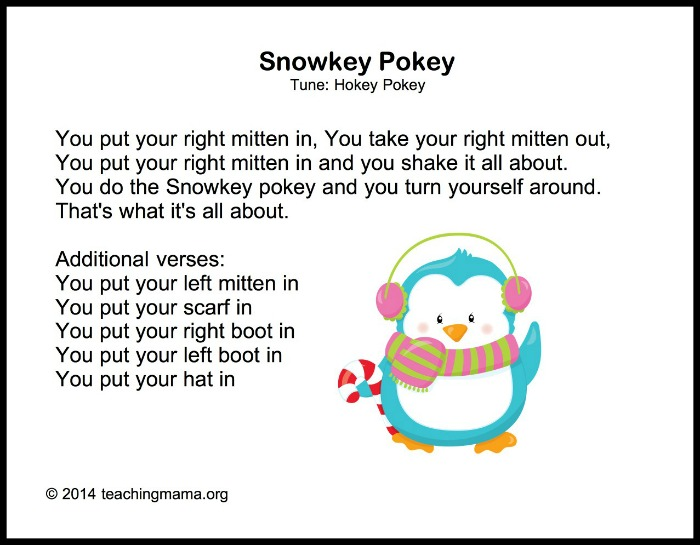 Snowkey Pokey
Tune: Hokey Pokey
You put your right mitten in, You take your right mitten out,
You put your right mitten in and you shake it all about.
You do the Snowkey pokey and you turn yourself around.
That's what it's all about.
Additional verses:
You put your left mitten in
You put your scarf in
You put your right boot in
You put your left boot in
You put your hat in
© 2014 teachingmama.org